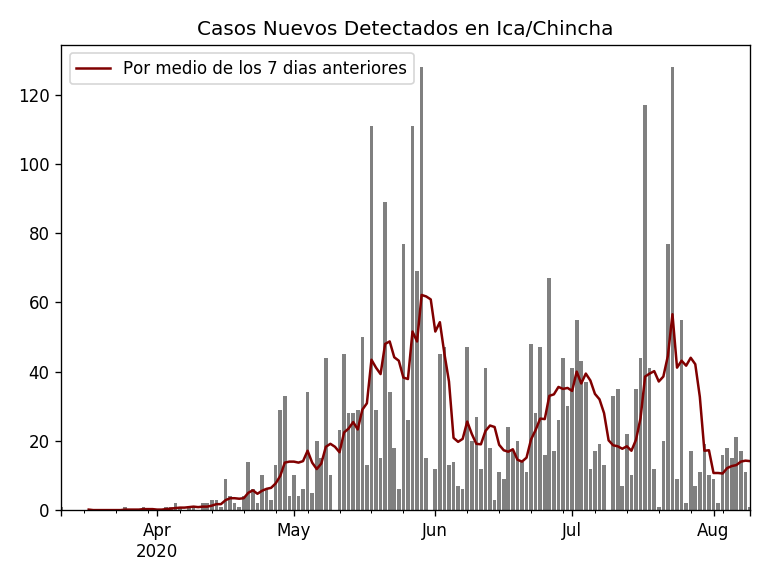 Casos Nuevos Detectados en Ica/Chincha
Por medio de los 7 dias anteriores
120
100
80
60
40
20
0
Apr May Jun Jul Aug
2020